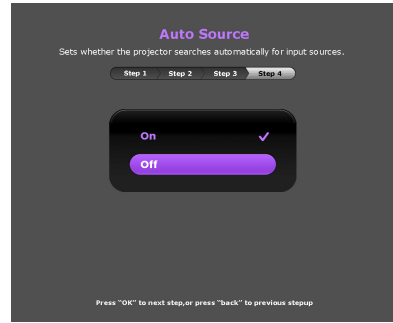 Auto Source
Sets whether the projector searches automatically for input sources.
Step 1 Step 2 Step 3 Step 4
On
Off
Press “OK” to next step,or press “back” to previous stepup